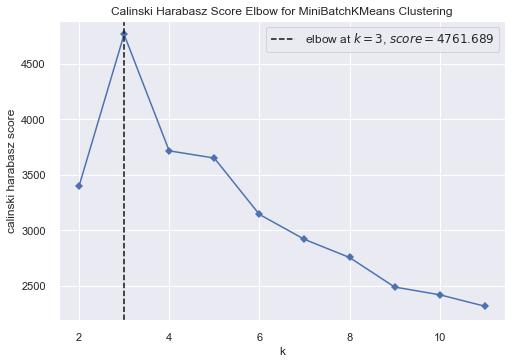 Calinski Harabasz Score Elbow for MiniBatchKMeans Clustering
elbow at k = 3, score = 4761.689
4500
4000
3500
3000
2500
calinski harabasz score
2 4 6 8 10
k